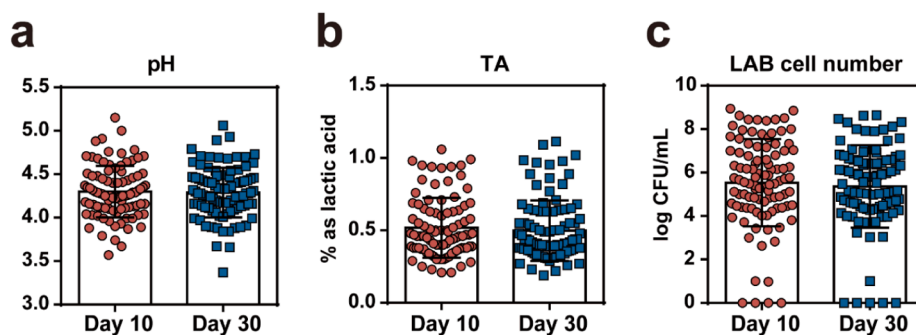 a
pH
5.5
5.0
4.5
4.0
3.5
3.0
Day 10 Day 30
b
TA
% as lactic acid
1.5
1.0
0.5
0.0
Day 10 Day 30
c
LAB cell number
log CFU/mL
10
8
6
4
2
0
Day 10 Day 30